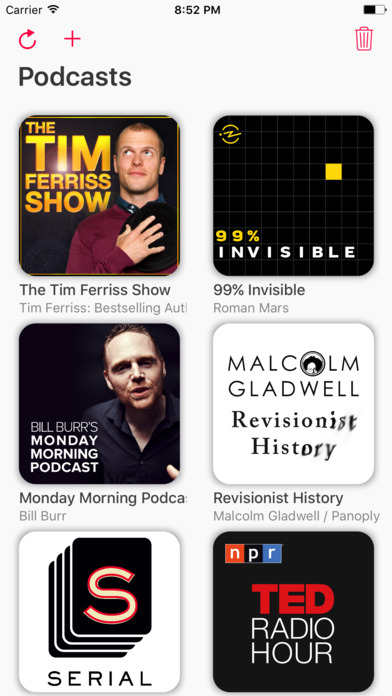 Carrier
8:52 PM
Podcasts
THE
TIM
FERRISS
SHOW
The Tim Ferriss Show
Tim Ferriss: Bestselling Aut
99%
INVISIBLE
99% Invisible
Roman Mars
BILL BURR'S
MONDAY
MORNING
PODCAST
Monday Morning Podcas
Bill Burr
MALCOLM
GLADWELL
Revisionist
History
Revisionist History
Malcolm Gladwell / Panoply
S
SERIAL
npr
TED
RADIO
HOUR